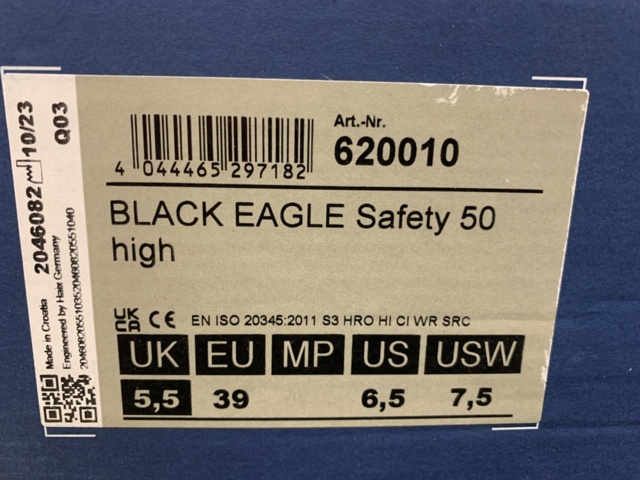 Art.-Nr.
620010
4 044465 297182
BLACK EAGLE Safety 50
high
UK CA CE EN ISO 20345:2011 S3 HRO HI CI WR SRC
UK EU MP US USW
5,5 39 6,5 7,5
2046082 10/23
Q03
Made in Croatia
Engineered by Haix Germany